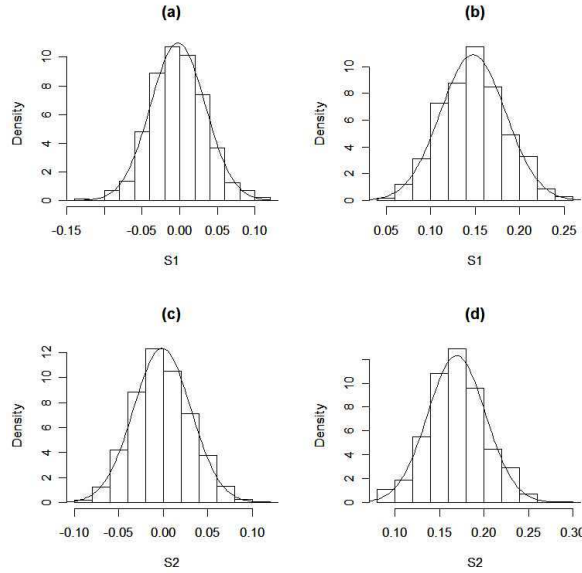 (a)
Density
0 2 4 6 8 10
-0.15 -0.05 0.00 0.05 0.10
S1
(b)
Density
0 2 4 6 8 10
0.05 0.10 0.15 0.20 0.25
S1
(c)
Density
0 2 4 6 8 10 12
-0.10 -0.05 0.00 0.05 0.10
S2
(d)
Density
0 2 4 6 8 10
0.10 0.15 0.20 0.25 0.30
S2